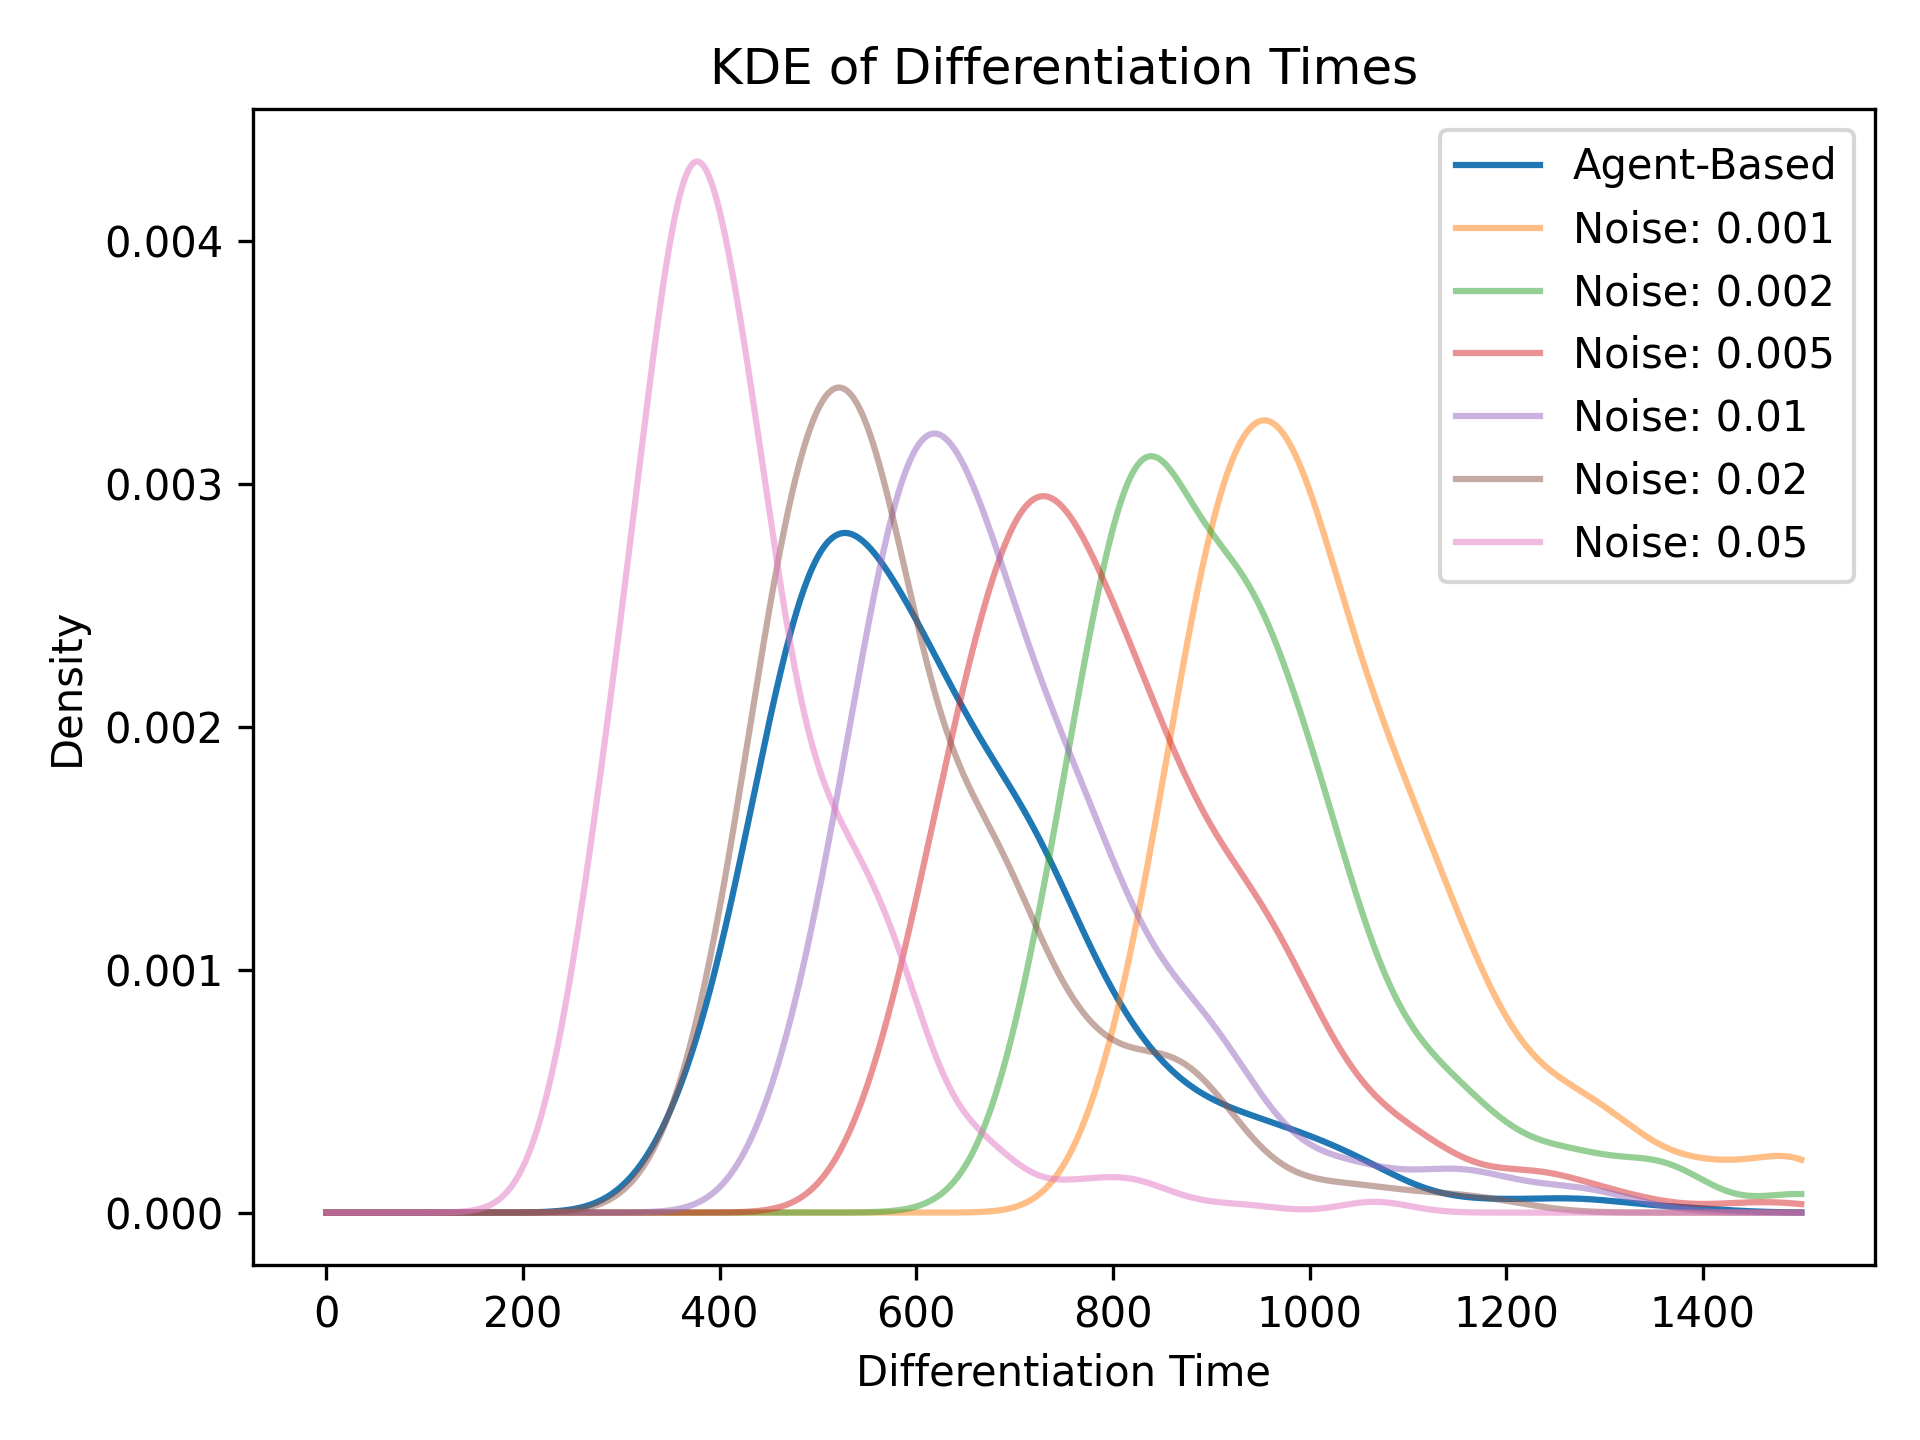 KDE of Differentiation Times
Density
0.004
0.003
0.002
0.001
0.000
0 200 400 600 800 1000 1200 1400
Differentiation Time
Agent-Based
Noise: 0.001
Noise: 0.002
Noise: 0.005
Noise: 0.01
Noise: 0.02
Noise: 0.05